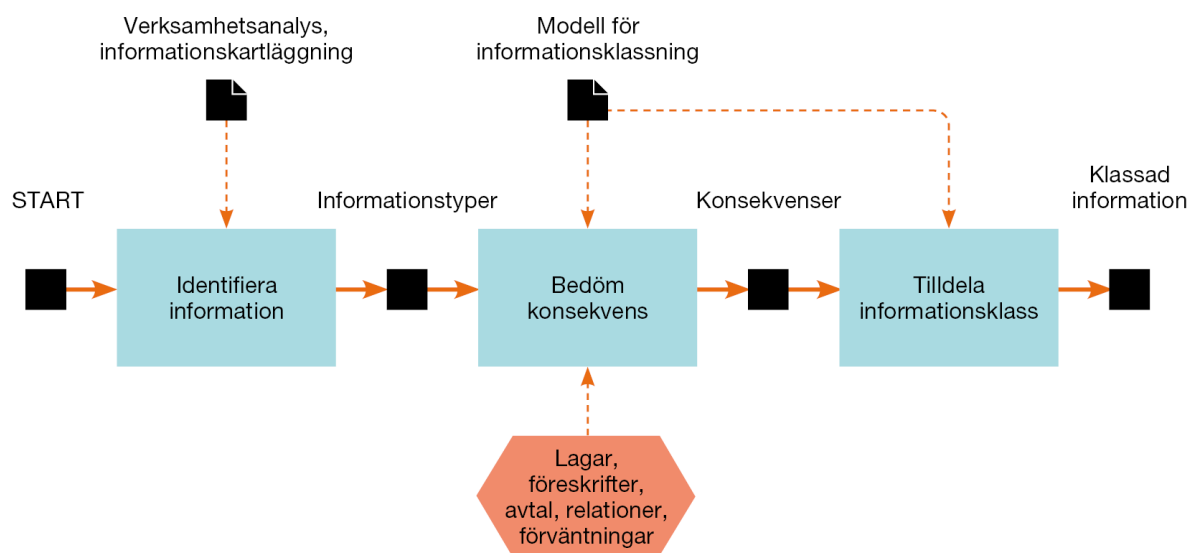 Verksamhetsanalys,
informationskartläggning
Modell för
informationsklassning
START
Informationstyper
Konsekvenser
Klassad
information
Identifiera
information
Bedöm
konsekvens
Tilldela
informationsklass
Lagar,
föreskrifter,
avtal, relationer,
förväntningar